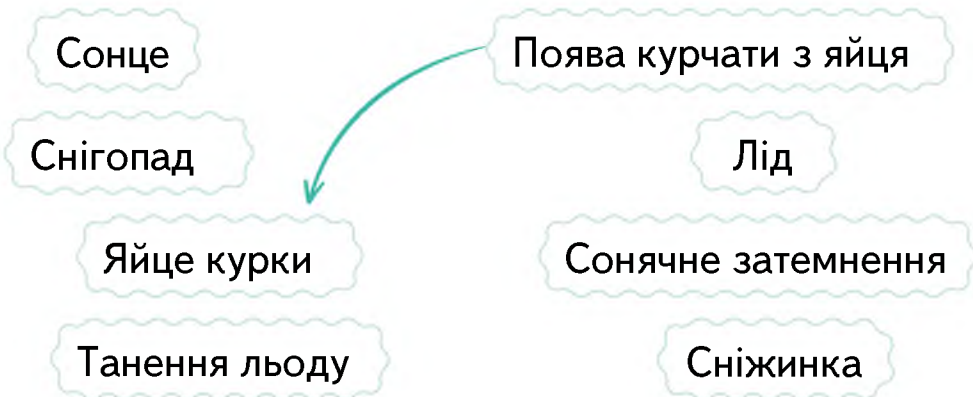 Сонце
Поява курчати з яйця
Снігопад
Лід
Яйце курки
Сонячне затемнення
Танення льоду
Сніжинка